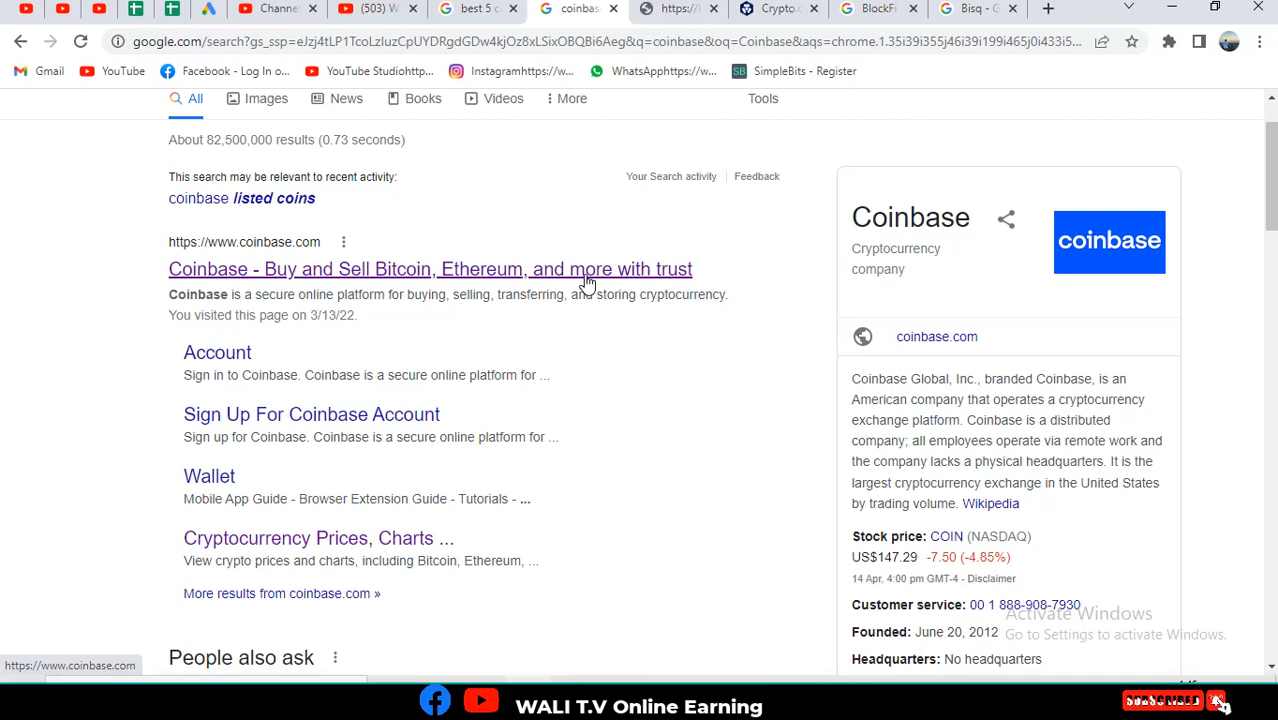 Channel
(503) W
best 5 c
coinbas
https://l
Crypto.c
BlockFi
Bisq - G
google.com/search?gs_ssp=eJzj4tLP1TcoLzIuzCpUYDRgdGDw4kjOz8xLSixOBQBi6Aeg&q=coinbase&oq=Coinbase&aqs=chrome.1.35i39i355j46i39i199i465j0i433i5...
Gmail
YouTube
Facebook - Log In o...
YouTube Studiohttp...
Instagramhttps://w...
WhatsApphttps://w...
SB SimpleBits - Register
All
Images
News
Books
Videos
More
Tools
About 82,500,000 results (0.73 seconds)
This search may be relevant to recent activity:
Your Search activity
Feedback
coinbase listed coins
https://www.coinbase.com
Coinbase - Buy and Sell Bitcoin, Ethereum, and more with trust
Coinbase is a secure online platform for buying, selling, transferring, and storing cryptocurrency.
You visited this page on 3/13/22.
Account
Sign in to Coinbase. Coinbase is a secure online platform for ...
Sign Up For Coinbase Account
Sign up for Coinbase. Coinbase is a secure online platform for ...
Wallet
Mobile App Guide - Browser Extension Guide - Tutorials - ...
Cryptocurrency Prices, Charts ...
View crypto prices and charts, including Bitcoin, Ethereum, ...
More results from coinbase.com »
People also ask
https://www.coinbase.com
Coinbase
Cryptocurrency
company
coinbase
coinbase.com
Coinbase Global, Inc., branded Coinbase, is an
American company that operates a cryptocurrency
exchange platform. Coinbase is a distributed
company; all employees operate via remote work and
the company lacks a physical headquarters. It is the
largest cryptocurrency exchange in the United States
by trading volume. Wikipedia
Stock price: COIN (NASDAQ)
US$147.29 -7.50 (-4.85%)
14 Apr, 4:00 pm GMT-4 - Disclaimer
Customer service: 00 1 888-908-7930
Founded: June 20, 2012
Headquarters: No headquarters
Activate Windows
Go to Settings to activate Windows.
WALI T.V Online Earning
SUBSCRIBED